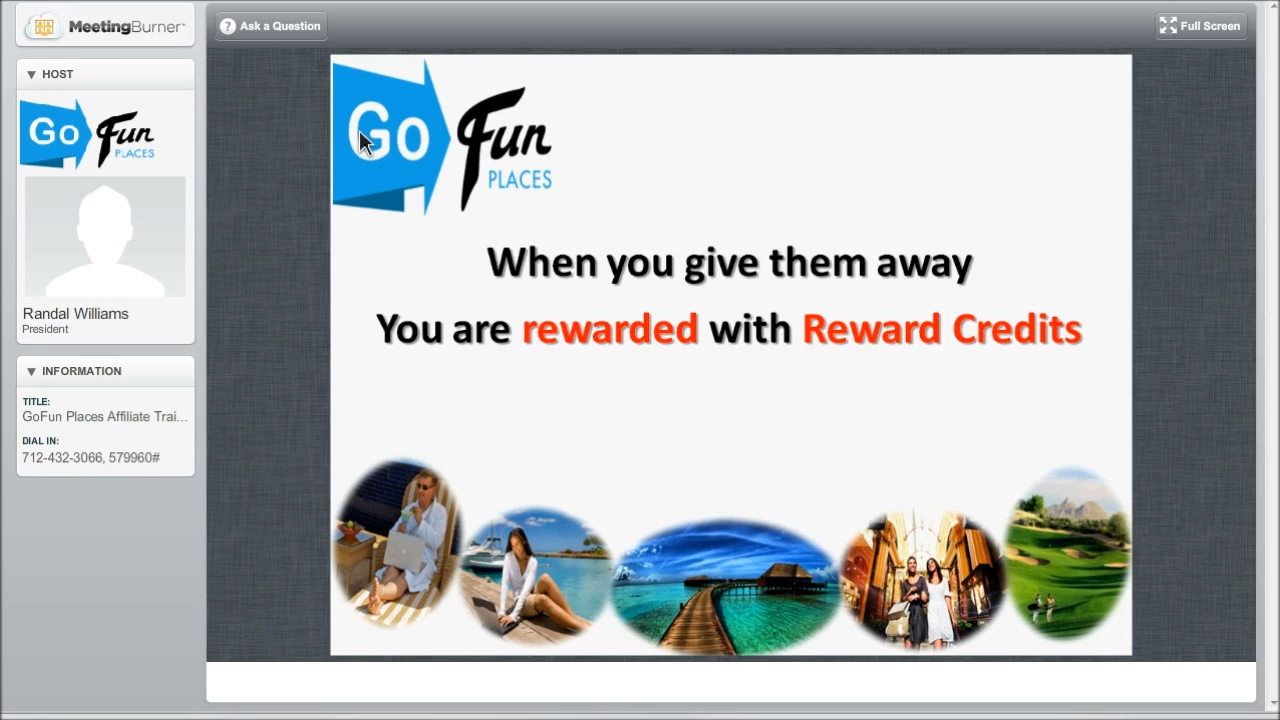 MeetingBurner
Ask a Question
Full Screen
HOST
Go Fun
PLACES
Randal Williams
President
INFORMATION
TITLE:
GoFun Places Affiliate Trai...
DIAL IN:
712-432-3066, 579960#
Go Fun
PLACES
When you give them away
You are rewarded with Reward Credits